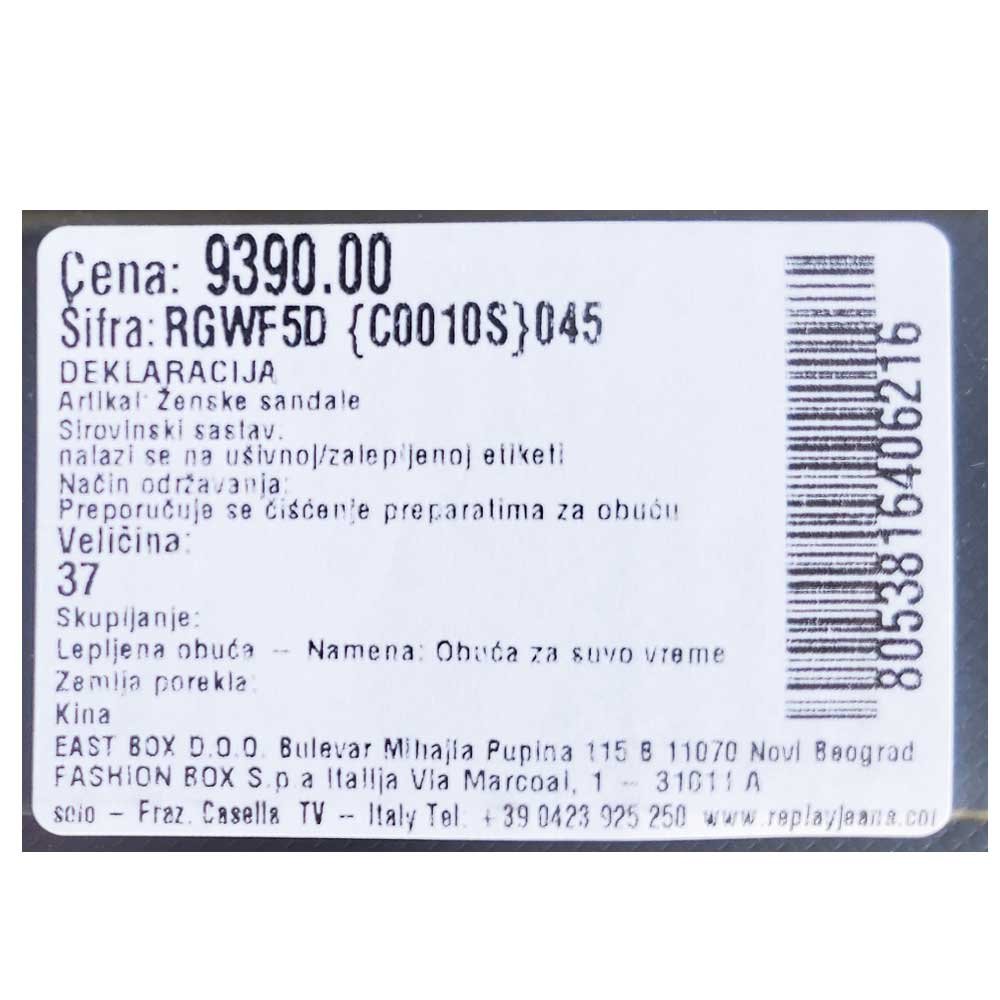 Cena: 9390.00
Šifra: RGWF5D {C0010S}045
DEKLARACIJA
Artikal: Ženske sandale
Sirovinski sastav:
nalazi se na ušivnoj/zalepljenoj etiketi
Način održavanja:
Preporučuje se čišćenje preparatima za obuću
Veličina:
37
Skupljanje:
Lepljena obuća – Namena: Obuća za suvo vreme
Zemlja porekla:
Kina
EAST BOX D.O.O. Bulevar Mihajla Pupina 115 B 11070 Novi Beograd
FASHION BOX S.p.a Italija Via Marcoai, 1 – 31011 A
solo – Fraz. Casella TV – Italy Tel: +39 0423 925 250 www.replayjeans.com
8053816406216